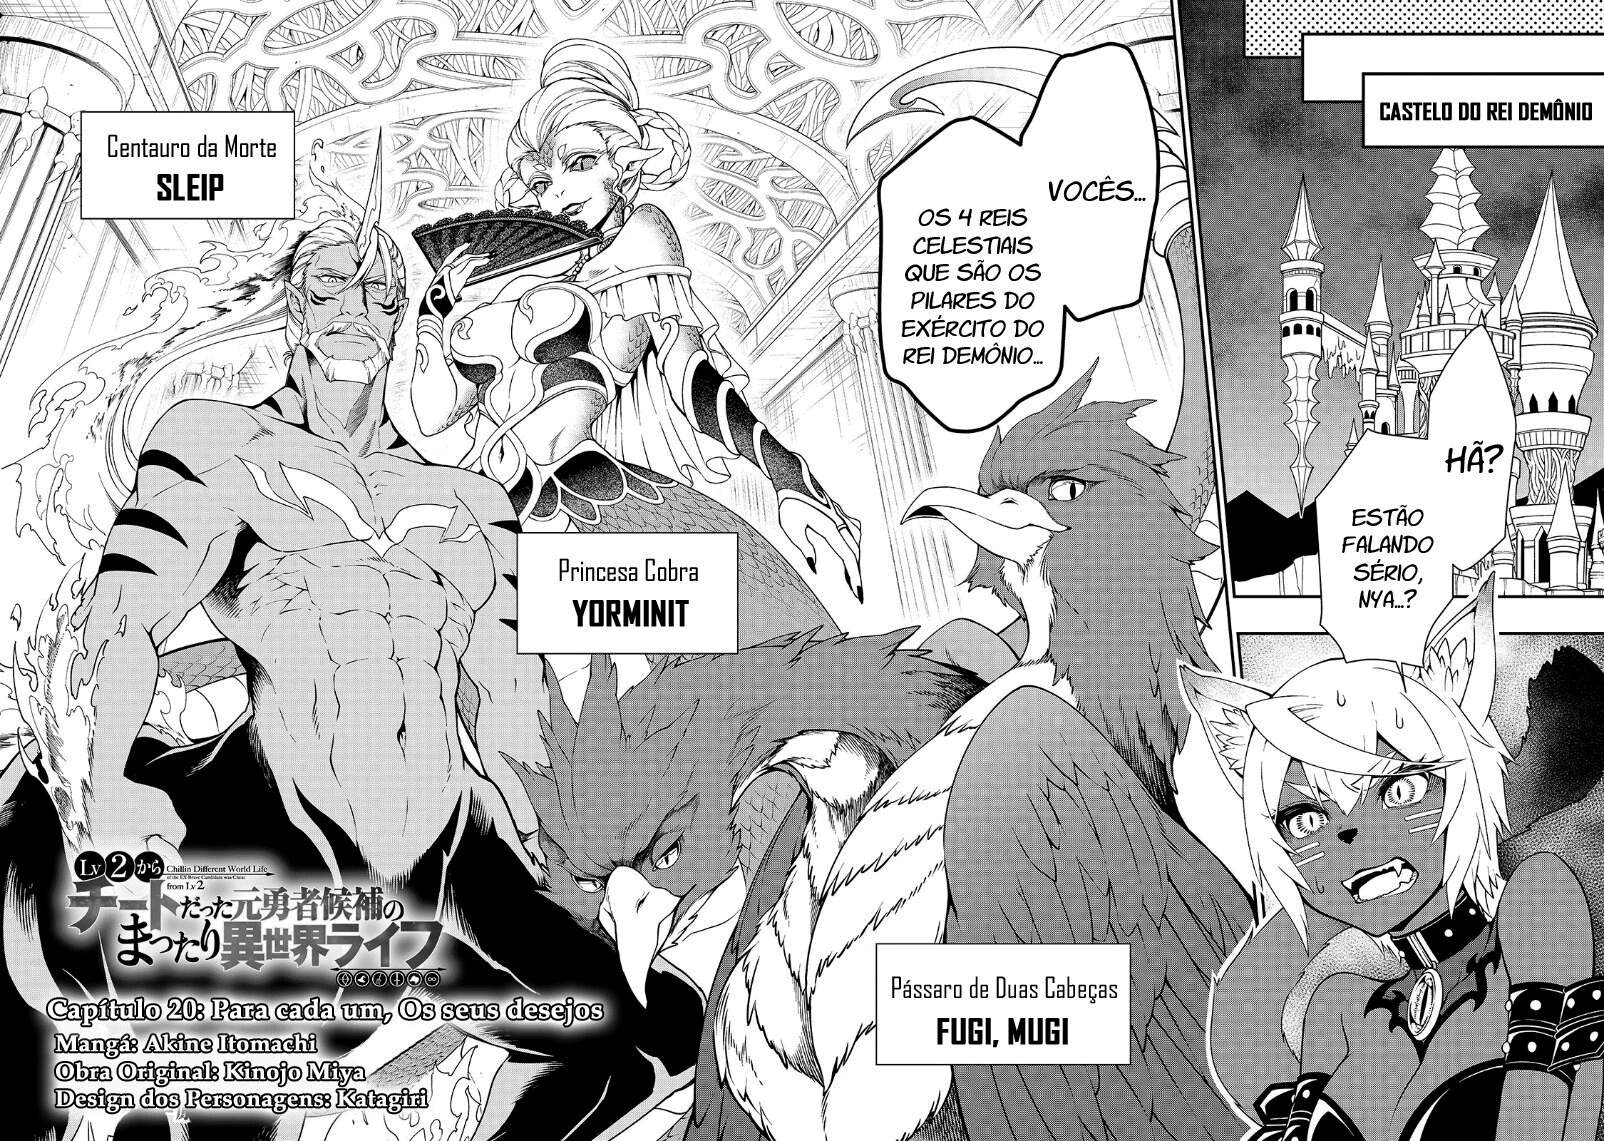 CASTELO DO REI DEMÔNIO
HÃ?
ESTÃO
FALANDO
SÉRIO,
NYA...?
VOCÊS...
OS 4 REIS
CELESTIAIS
QUE SÃO OS
PILARES DO
EXÉRCITO DO
REI DEMÔNIO...
Centauro da Morte
SLEIP
Princesa Cobra
YORMINIT
Pássaro de Duas Cabeças
FUGI, MUGI
Lv2から
Chillin Different World Life
of the EX-Brave Candidate was Cheat
from Lv2
チートだった元勇者候補の
まったり異世界ライフ
Capítulo 20: Para cada um, Os seus desejos
Mangá: Akine Itomachi
Obra Original: Kinojo Miya
Design dos Personagens: Katagiri